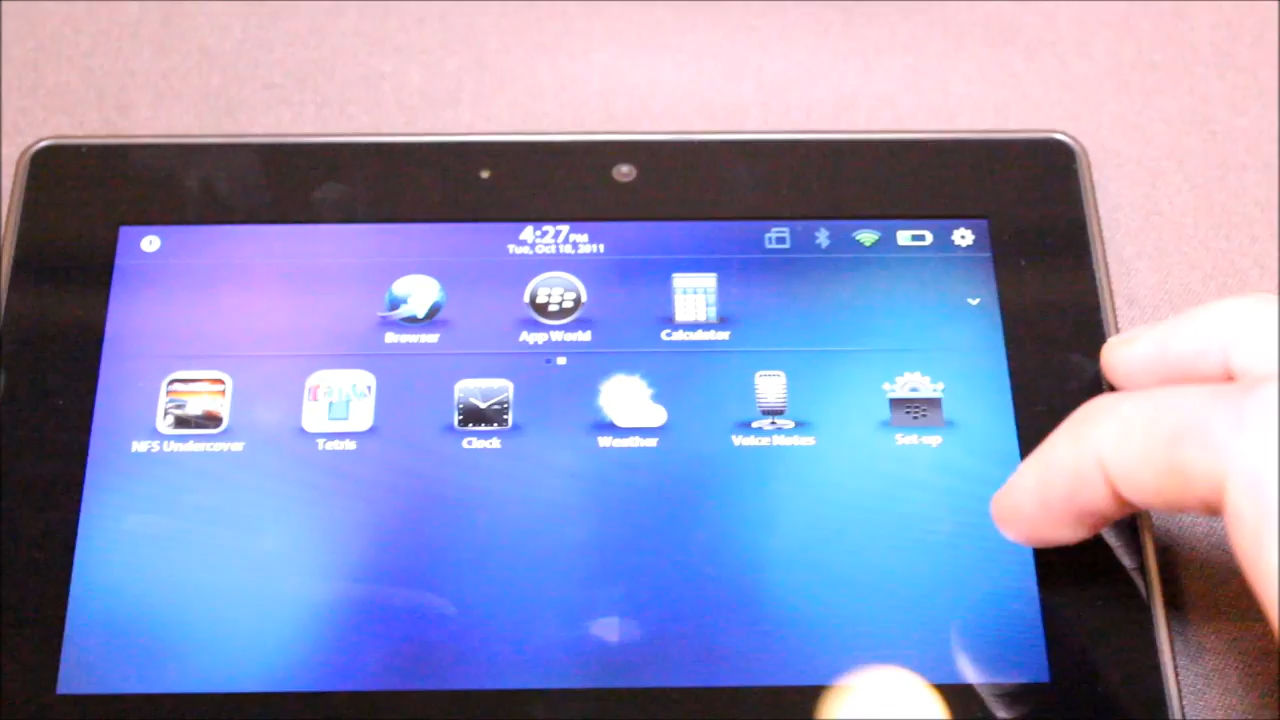 4:27 PM
Tue, Oct 18, 2011
Browser
App World
Calculator
NFS Undercover
Tetris
Clock
Weather
Voice Notes
Set-up